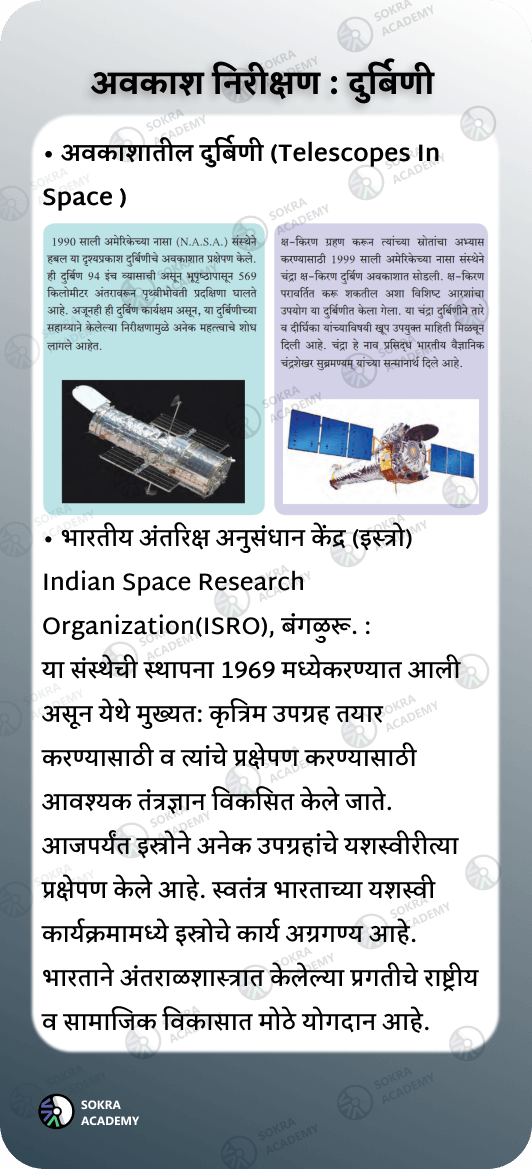 अवकाश निरीक्षण : दुर्बिणी
• अवकाशातील दुर्बिणी (Telescopes In
Space )
1990 साली अमेरिकेच्या नासा (N.A.S.A.) संस्थेने
हबल या दृश्यप्रकाश दुर्बिणीचे अवकाशात प्रक्षेपण केले.
ही दुर्बिण 94 इंच व्यासाची असून भूपृष्ठापासून 569
किलोमीटर अंतरावरून पृथ्वीभोवती प्रदक्षिणा घालते
आहे. अजूनही ही दुर्बिण कार्यक्षम असून, या दुर्बिणीच्या
सहाय्याने केलेल्या निरीक्षणामुळे अनेक महत्त्वाचे शोध
लागले आहेत.
क्ष-किरण ग्रहण करून त्यांच्या स्रोतांचा अभ्यास
करण्यासाठी 1999 साली अमेरिकेच्या नासा संस्थेने
चंद्रा क्ष-किरण दुर्बिण अवकाशात सोडली. क्ष-किरण
परावर्तित करू शकतील अशा विशिष्ट आरशांचा
उपयोग या दुर्बिणीत केला गेला. या चंद्रा दुर्बिणीने तारे
व दीर्घिका यांच्याविषयी खूप उपयुक्त माहिती मिळवून
दिली आहे. चंद्रा हे नाव प्रसिद्ध भारतीय वैज्ञानिक
चंद्रशेखर सुब्रमण्यम् यांच्या सन्मानार्थ दिले आहे.
• भारतीय अंतरिक्ष अनुसंधान केंद्र (इस्त्रो)
Indian Space Research
Organization(ISRO), बंगळुरू. :
या संस्थेची स्थापना 1969 मध्येकरण्यात आली
असून येथे मुख्यत: कृत्रिम उपग्रह तयार
करण्यासाठी व त्यांचे प्रक्षेपण करण्यासाठी
आवश्यक तंत्रज्ञान विकसित केले जाते.
आजपर्यंत इस्रोने अनेक उपग्रहांचे यशस्वीरीत्या
प्रक्षेपण केले आहे. स्वतंत्र भारताच्या यशस्वी
कार्यक्रमामध्ये इस्रोचे कार्य अग्रगण्य आहे.
भारताने अंतराळशास्त्रात केलेल्या प्रगतीचे राष्ट्रीय
व सामाजिक विकासात मोठे योगदान आहे.
SOKRA
ACADEMY